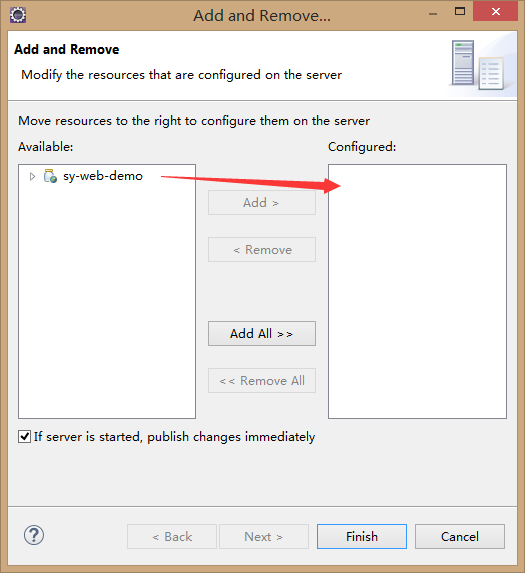 Add and Remove...
Add and Remove
Modify the resources that are configured on the server
Move resources to the right to configure them on the server
Available:
Configured:
sy-web-demo
Add >
< Remove
Add All >>
<< Remove All
If server is started, publish changes immediately
?
< Back
Next >
Finish
Cancel